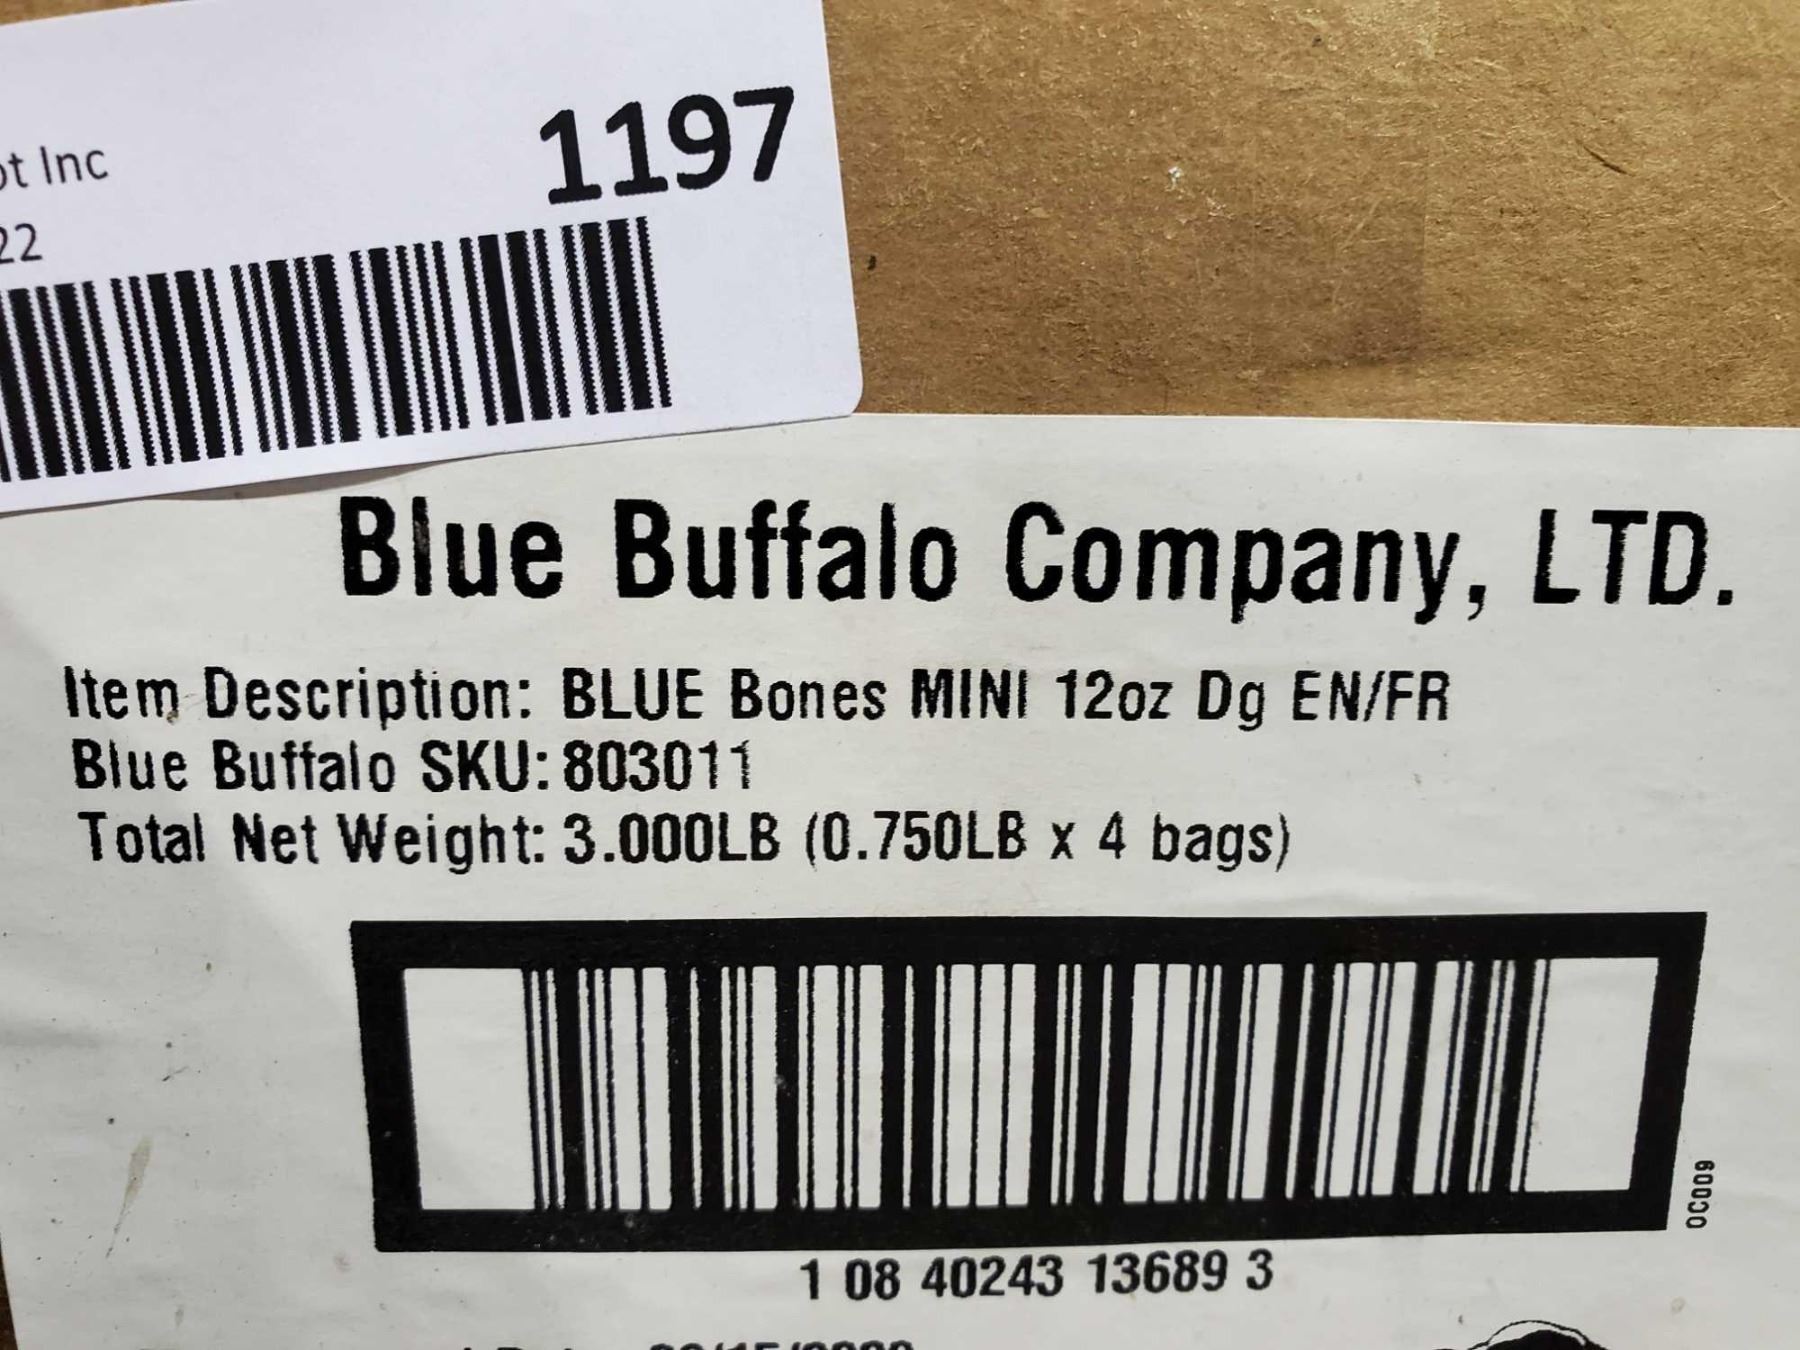 1197
Inc
22
Blue Buffalo Company, LTD.
Item Description: BLUE Bones MINI 12oz Dg EN/FR
Blue Buffalo SKU: 803011
Total Net Weight: 3.000LB (0.750LB x 4 bags)
OC009
1 08 40243 13689 3